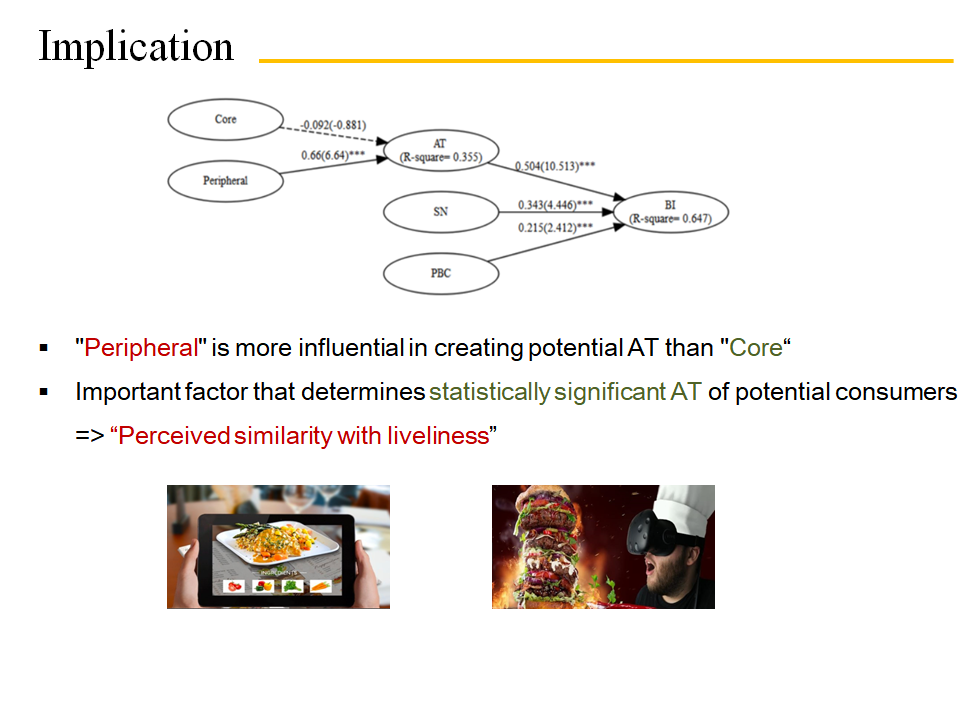 Implication
Core
-0.092(-0.881)
AT
(R-square= 0.355)
0.66(6.64)***
Peripheral
0.504(10.513)***
SN
0.343(4.446)***
BI
(R-square= 0.647)
0.215(2.412)***
PBC
▪ "Peripheral" is more influential in creating potential AT than "Core“
▪ Important factor that determines statistically significant AT of potential consumers
=> “Perceived similarity with liveliness”
INGREDIENTS